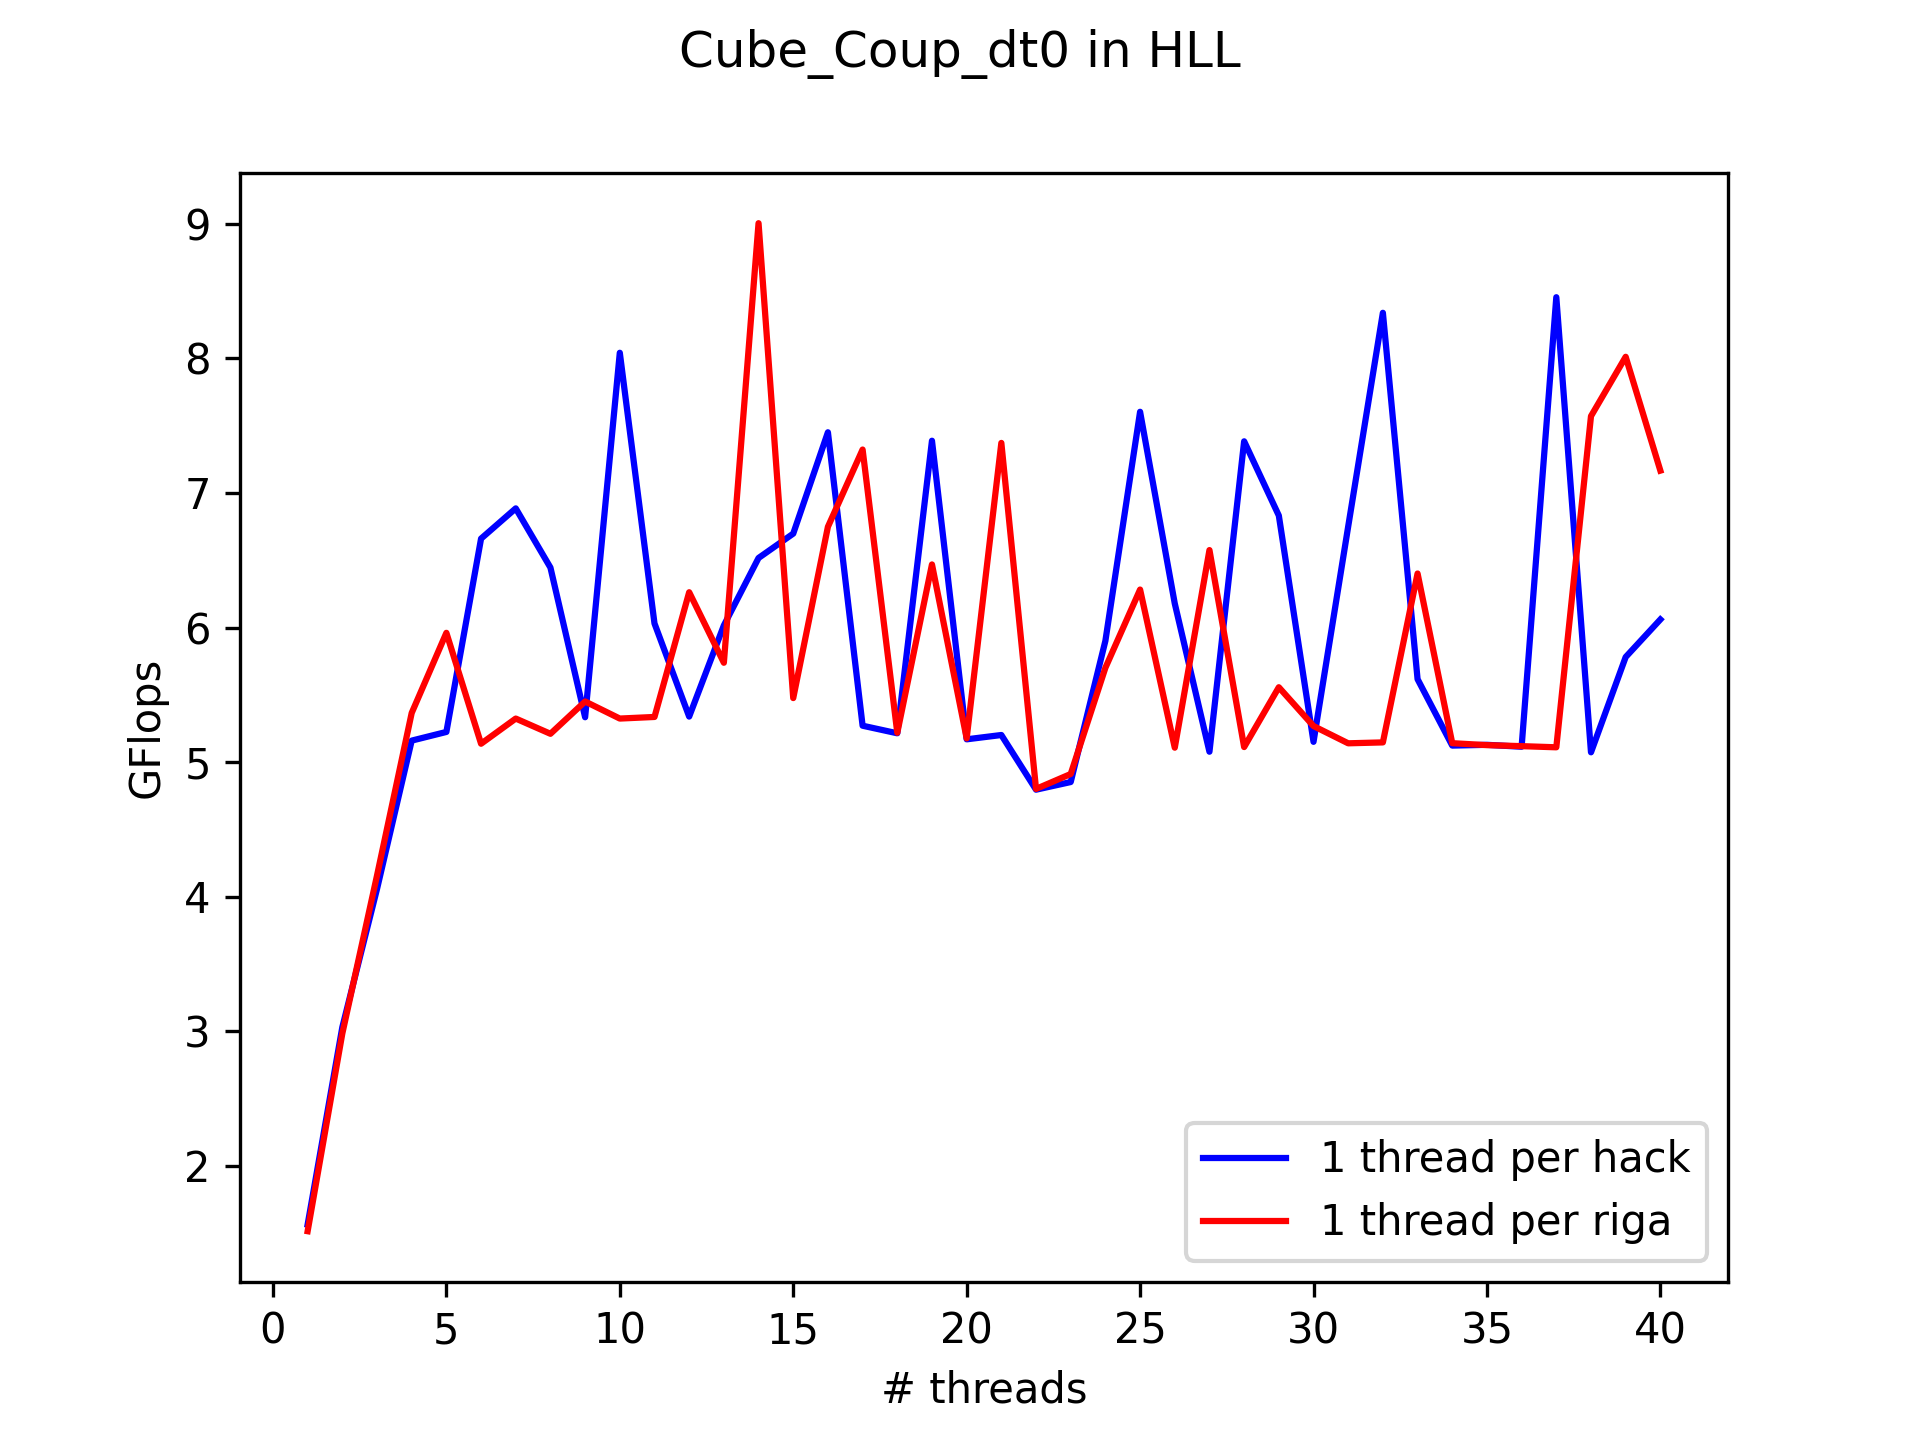 Cube_Coup_dt0 in HLL
9
8
7
6
5
4
3
2
GFlops
0 5 10 15 20 25 30 35 40
# threads
1 thread per hack
1 thread per riga